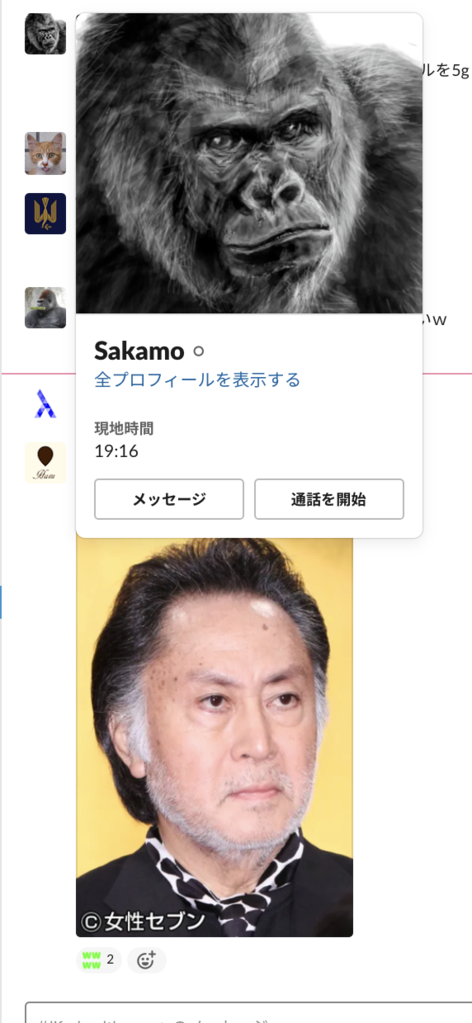 ルを5g
いw
Sakamo
全プロフィールを表示する
現地時間
19:16
メッセージ
通話を開始
©女性セブン
ww
ww
2